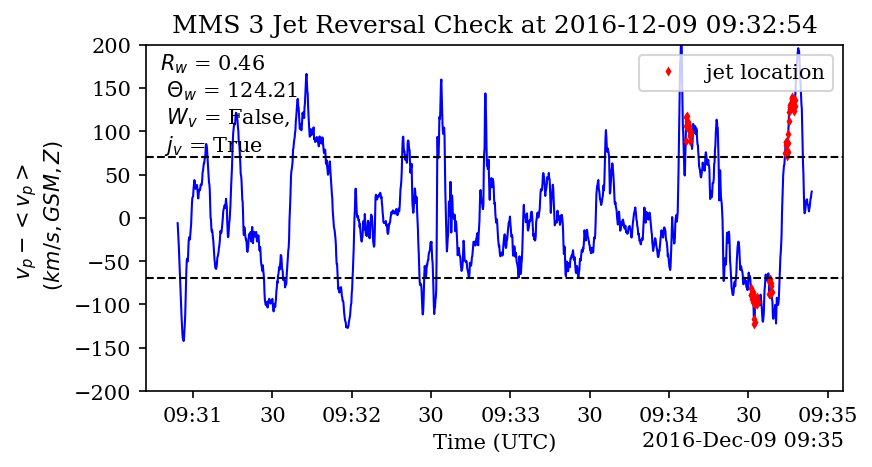 MMS 3 Jet Reversal Check at 2016-12-09 09:32:54
R_w = 0.46
Θ_w = 124.21
W_v = False,
j_v = True
jet location
200
150
100
50
0
−50
−100
−150
−200
v_p − <v_p>
(km/s, GSM, Z)
09:31 30 09:32 30 09:33 30 09:34 30 09:35
Time (UTC)
2016-Dec-09 09:35